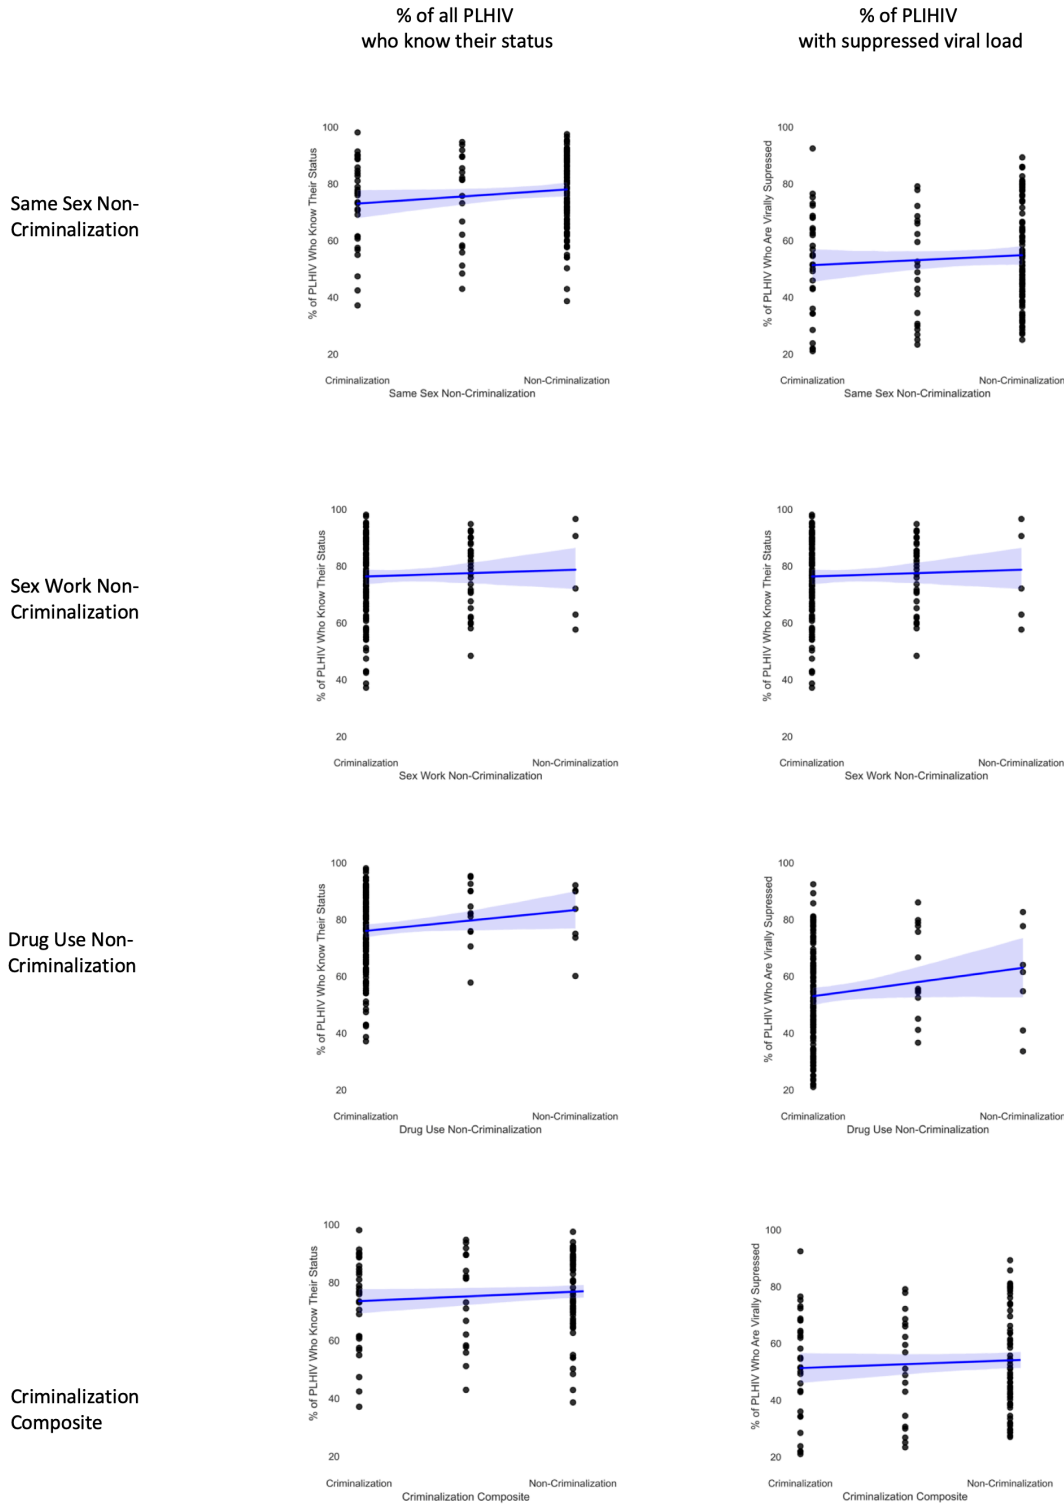 % of all PLHIV
who know their status
% of PLIHIV
with suppressed viral load
Same Sex Non-
Criminalization
% of PLHIV Who Know Their Status
100
80
60
40
20
Criminalization
Non-Criminalization
Same Sex Non-Criminalization
% of PLHIV Who Are Virally Supressed
100
80
60
40
20
Criminalization
Non-Criminalization
Same Sex Non-Criminalization
Sex Work Non-
Criminalization
% of PLHIV Who Know Their Status
100
80
60
40
20
Criminalization
Non-Criminalization
Sex Work Non-Criminalization
% of PLHIV Who Know Their Status
100
80
60
40
20
Criminalization
Non-Criminalization
Sex Work Non-Criminalization
Drug Use Non-
Criminalization
% of PLHIV Who Know Their Status
100
80
60
40
20
Criminalization
Non-Criminalization
Drug Use Non-Criminalization
% of PLHIV Who Are Virally Supressed
100
80
60
40
20
Criminalization
Non-Criminalization
Drug Use Non-Criminalization
Criminalization
Composite
% of PLHIV Who Know Their Status
100
80
60
40
20
Criminalization
Non-Criminalization
Criminalization Composite
% of PLHIV Who Are Virally Supressed
100
80
60
40
20
Criminalization
Non-Criminalization
Criminalization Composite